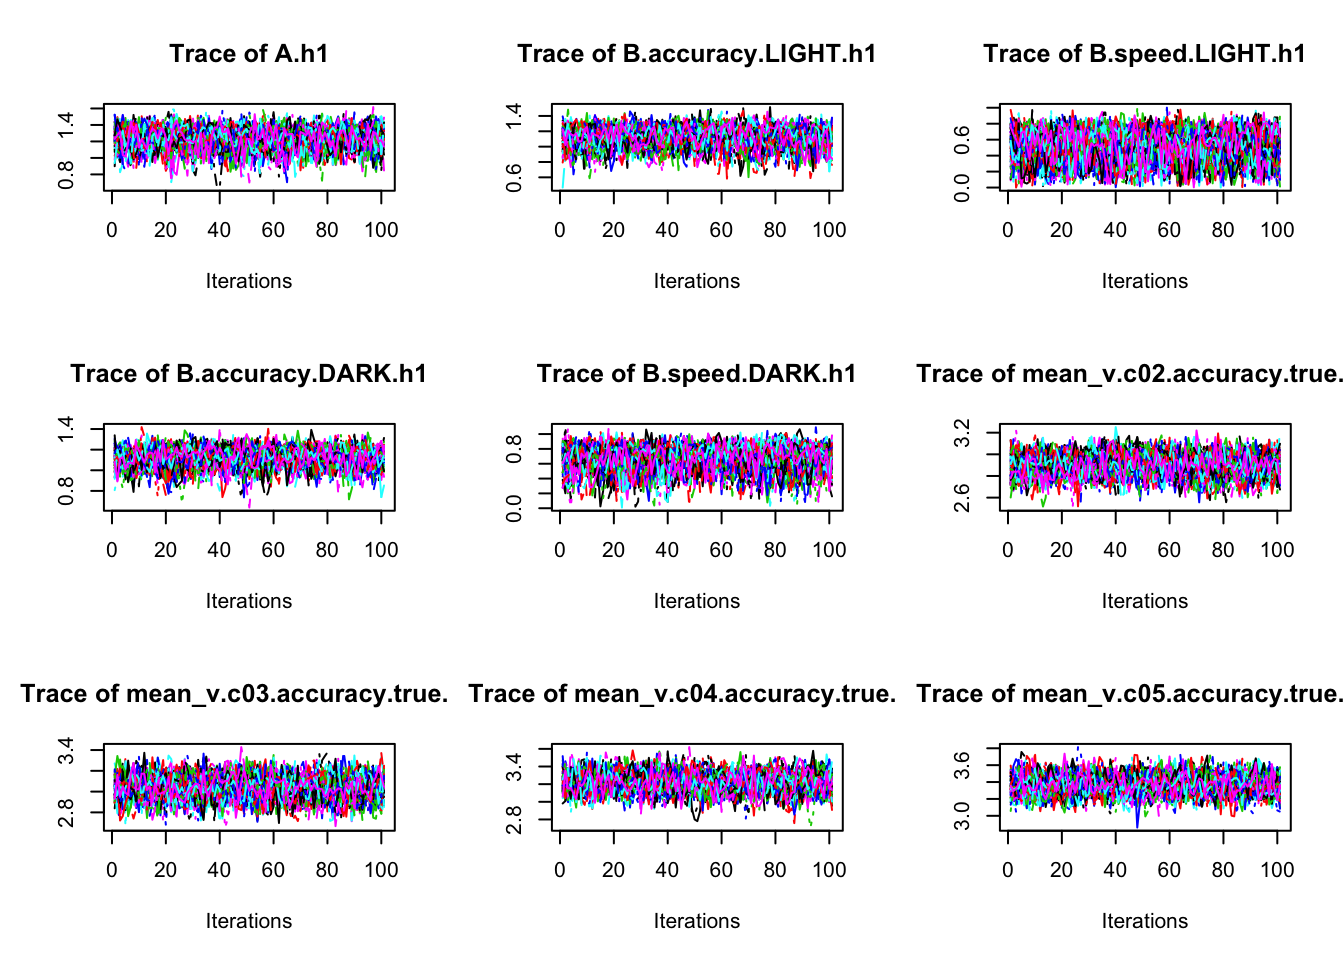 Trace of A.h1
0.8 1.4
0 20 40 60 80 100
Iterations
Trace of B.accuracy.LIGHT.h1
0.6 1.4
0 20 40 60 80 100
Iterations
Trace of B.speed.LIGHT.h1
0.0 0.6
0 20 40 60 80 100
Iterations
Trace of B.accuracy.DARK.h1
0.8 1.4
0 20 40 60 80 100
Iterations
Trace of B.speed.DARK.h1
0.0 0.8
0 20 40 60 80 100
Iterations
Trace of mean_v.c02.accuracy.true.
2.6 3.2
0 20 40 60 80 100
Iterations
Trace of mean_v.c03.accuracy.true.
2.8 3.4
0 20 40 60 80 100
Iterations
Trace of mean_v.c04.accuracy.true.
2.8 3.4
0 20 40 60 80 100
Iterations
Trace of mean_v.c05.accuracy.true.
3.0 3.6
0 20 40 60 80 100
Iterations